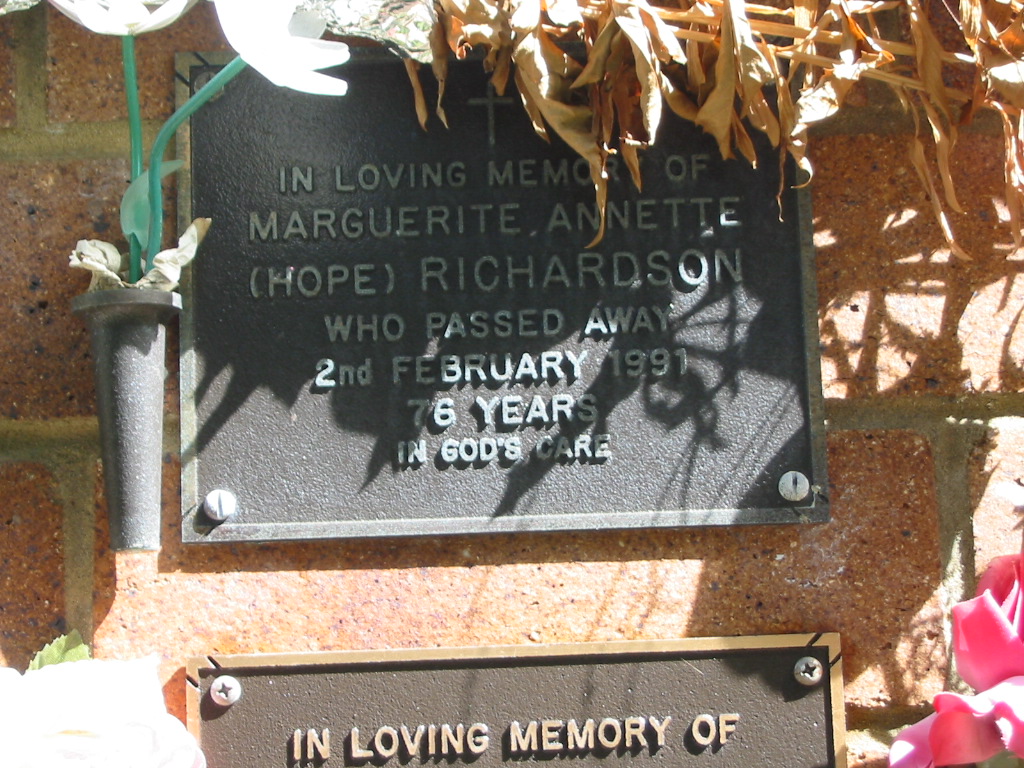 IN LOVING MEMORY OF
MARGUERITE ANNETTE
(HOPE) RICHARDSON
WHO PASSED AWAY
2nd FEBRUARY 1991
76 YEARS
IN GOD'S CARE
IN LOVING MEMORY OF